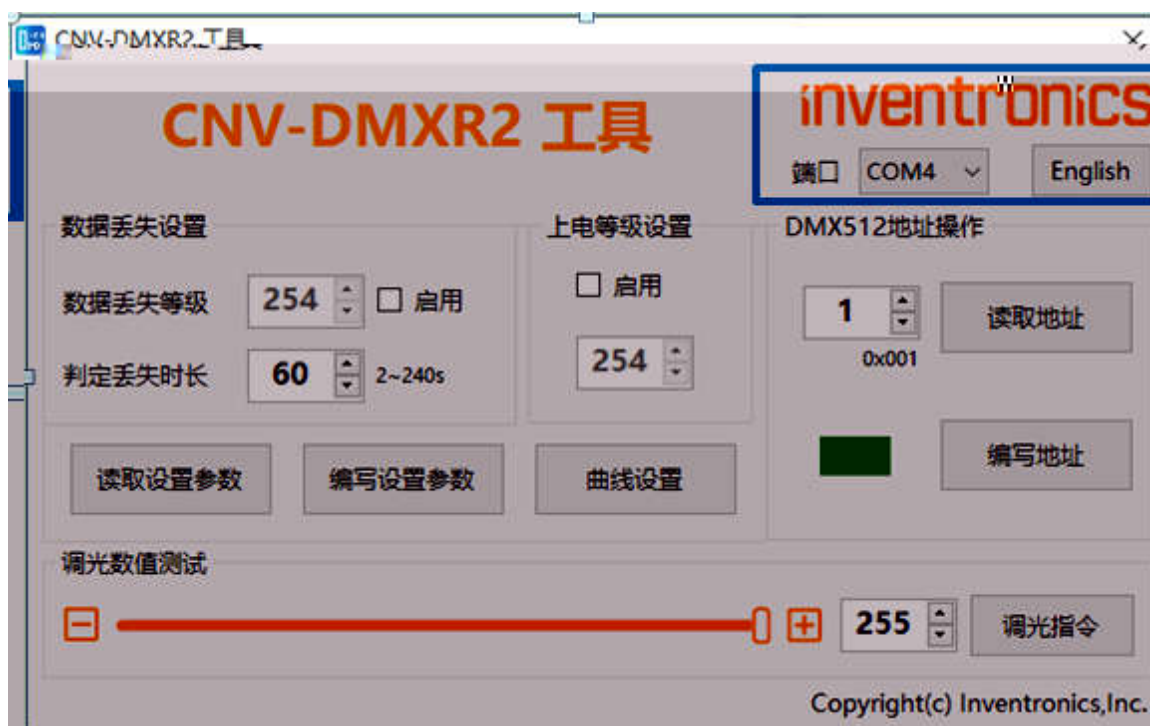 CNV-DMXR2 工具
CNV-DMXR2 工具
inventronics
端口 COM4 English
数据丢失设置
数据丢失等级 254 启用
判定丢失时长 60 2~240s
上电等级设置
启用
254
DMX512地址操作
1 读取地址
0x001
编写地址
读取设置参数 编写设置参数 曲线设置
调光数值测试
255 调光指令
Copyright(c) Inventronics,Inc.